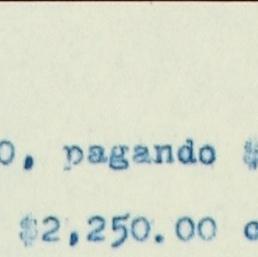 0, pagando $
$2,250.00 c